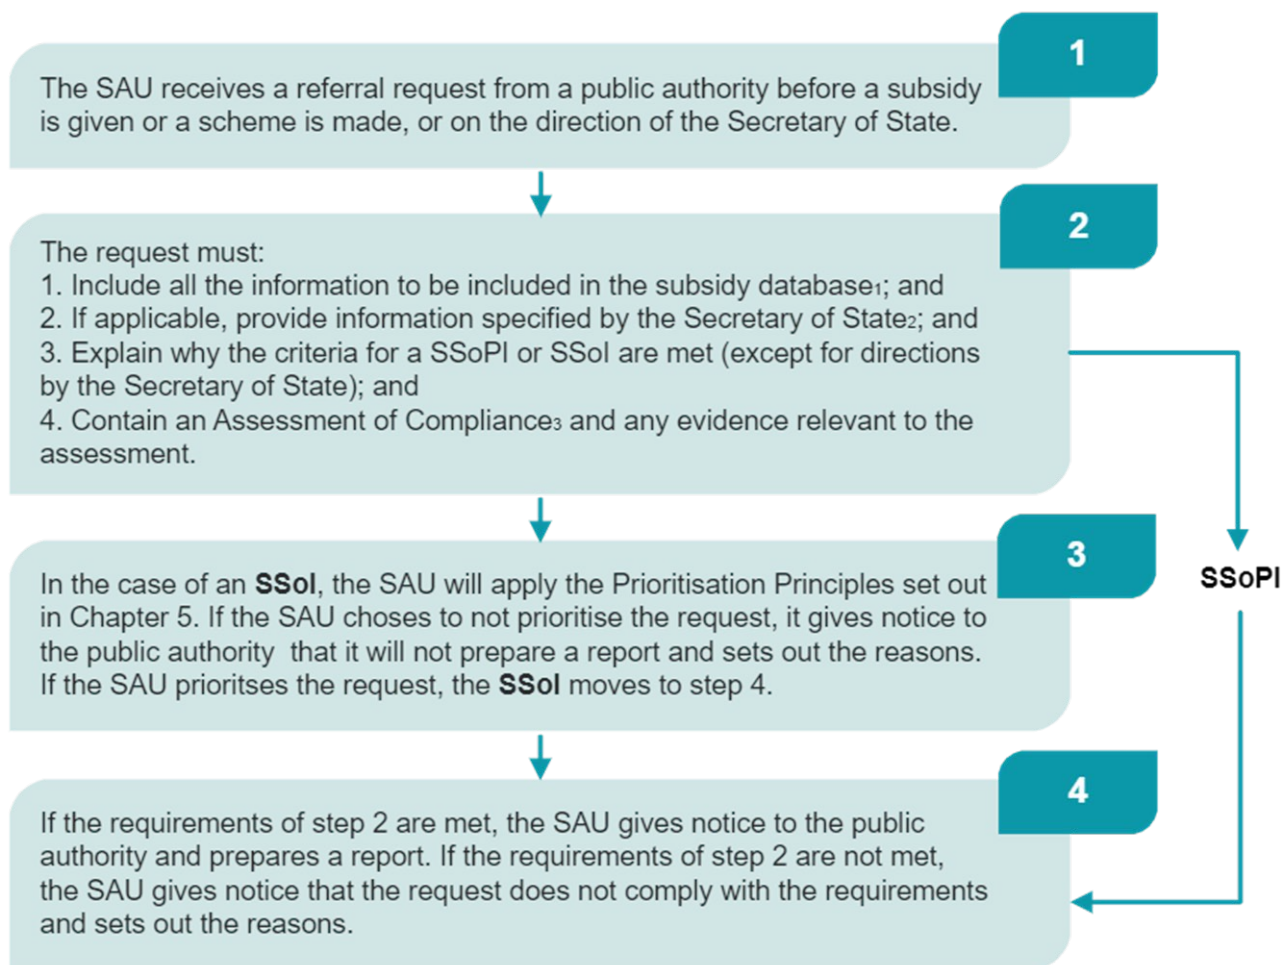 1
The SAU receives a referral request from a public authority before a subsidy
is given or a scheme is made, or on the direction of the Secretary of State.
2
The request must:
1. Include all the information to be included in the subsidy database₁; and
2. If applicable, provide information specified by the Secretary of State₂; and
3. Explain why the criteria for a SSoPI or SSoI are met (except for directions
by the Secretary of State); and
4. Contain an Assessment of Compliance₃ and any evidence relevant to the
assessment.
3
In the case of an SSoI, the SAU will apply the Prioritisation Principles set out
in Chapter 5. If the SAU choses to not prioritise the request, it gives notice to
the public authority that it will not prepare a report and sets out the reasons.
If the SAU prioritses the request, the SSoI moves to step 4.
SSoPI
4
If the requirements of step 2 are met, the SAU gives notice to the public
authority and prepares a report. If the requirements of step 2 are not met,
the SAU gives notice that the request does not comply with the requirements
and sets out the reasons.